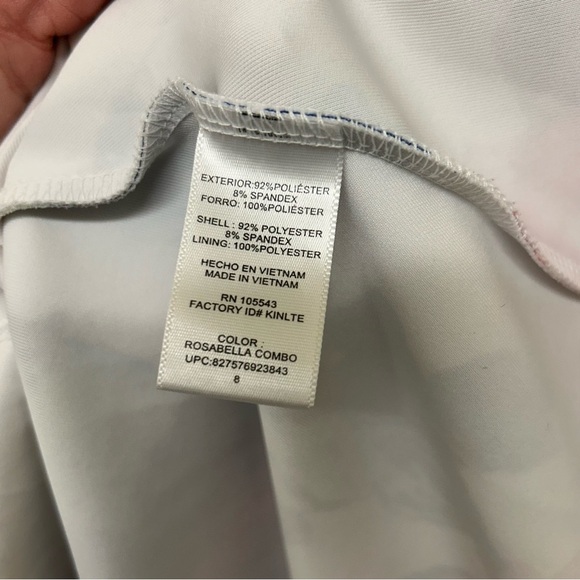 EXTERIOR:92%POLIÉSTER
8% SPANDEX
FORRO: 100%POLIÉSTER
SHELL : 92% POLYESTER
8% SPANDEX
LINING: 100%POLYESTER
HECHO EN VIETNAM
MADE IN VIETNAM
RN 105543
FACTORY ID# KINLTE
COLOR :
ROSABELLA COMBO
UPC:827576923843
8